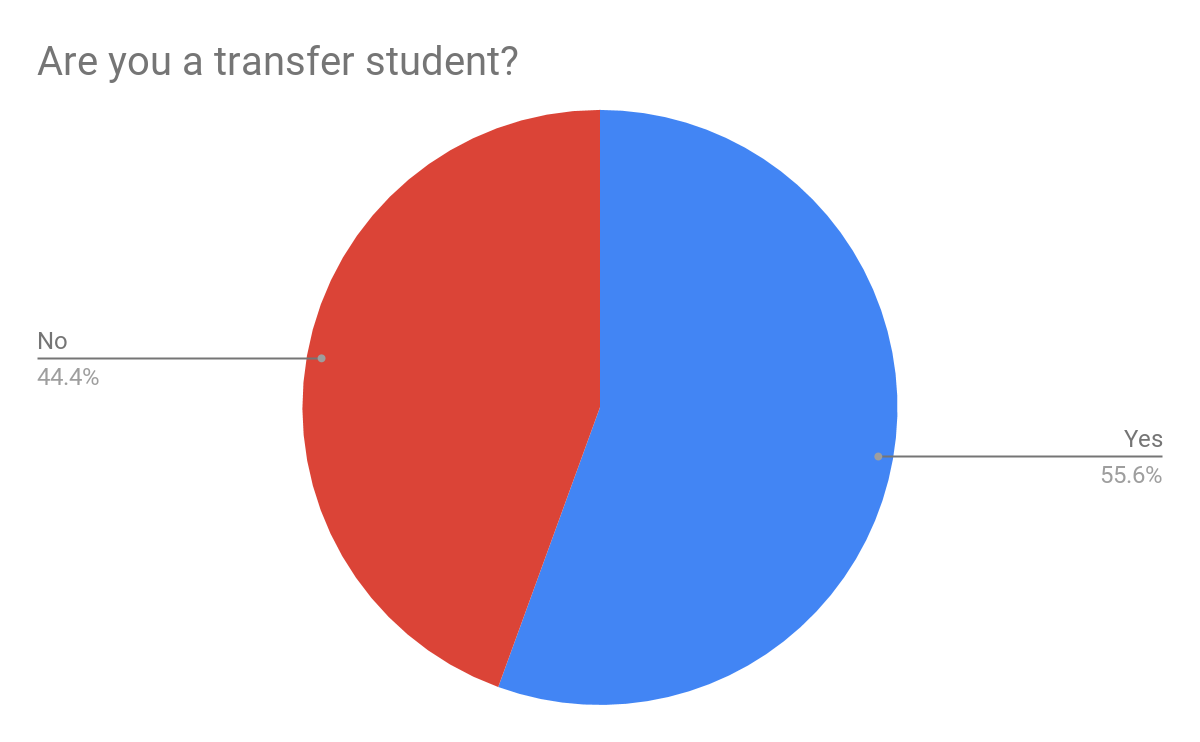 Are you a transfer student?
No
44.4%
Yes
55.6%